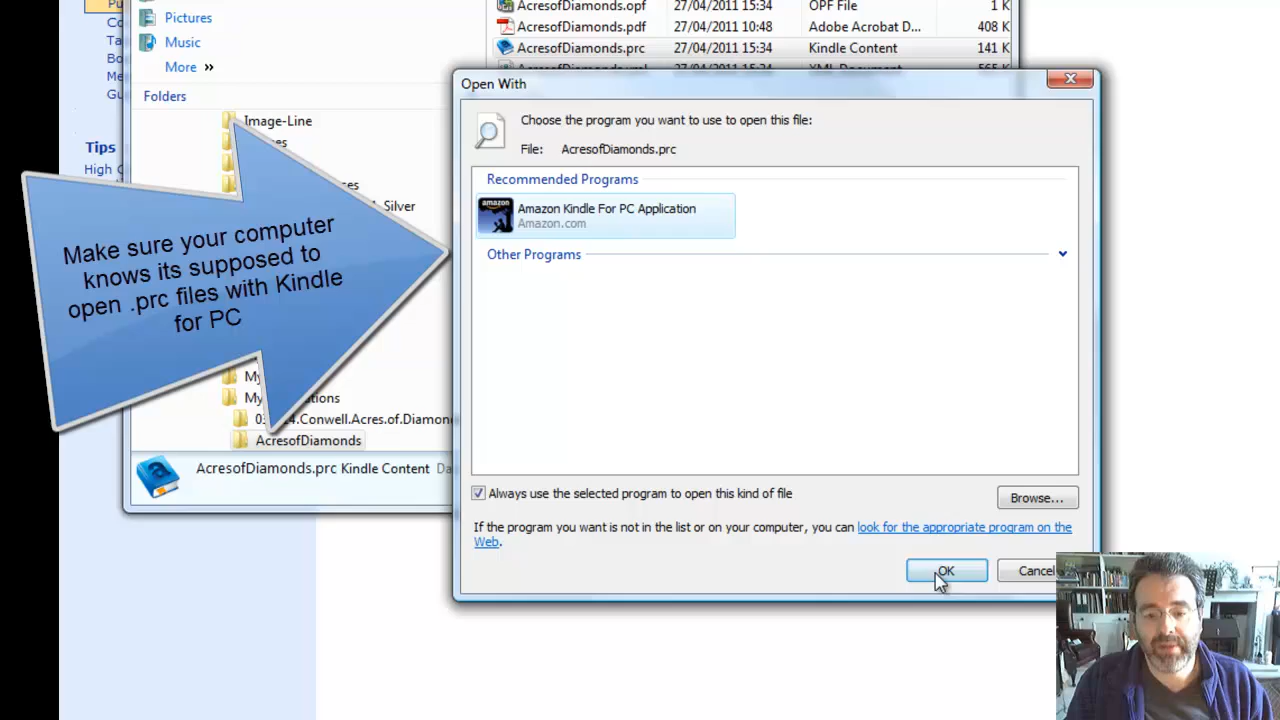 Pictures
Music
More »
Folders
Image-Line
Silver
AcresofDiamonds
AcresofDiamonds.prc Kindle Content
AcresofDiamonds.opf 27/04/2011 15:34 OPF File 1 K
AcresofDiamonds.pdf 27/04/2011 10:48 Adobe Acrobat D... 408 K
AcresofDiamonds.prc 27/04/2011 15:34 Kindle Content 141 K
Tips
High
Make sure your computer
knows its supposed to
open .prc files with Kindle
for PC
Open With
Choose the program you want to use to open this file:
File: AcresofDiamonds.prc
Recommended Programs
amazon
Amazon Kindle For PC Application
Amazon.com
Other Programs
Always use the selected program to open this kind of file
Browse...
If the program you want is not in the list or on your computer, you can look for the appropriate program on the
Web.
OK
Cancel